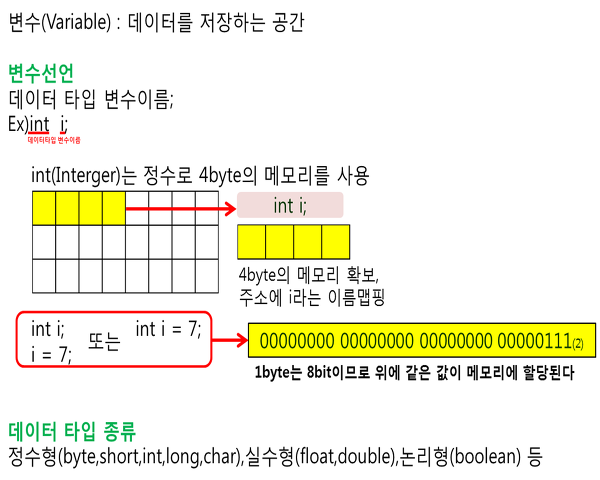 변수(Variable) : 데이터를 저장하는 공간
변수선언
데이터 타입 변수이름;
Ex)int i;
데이터타입 변수이름
int(Interger)는 정수로 4byte의 메모리를 사용
int i;
4byte의 메모리 확보,
주소에 i라는 이름맵핑
int i; 또는 int i = 7;
i = 7;
00000000 00000000 00000000 00000111(2)
1byte는 8bit이므로 위에 같은 값이 메모리에 할당된다
데이터 타입 종류
정수형(byte,short,int,long,char),실수형(float,double),논리형(boolean) 등